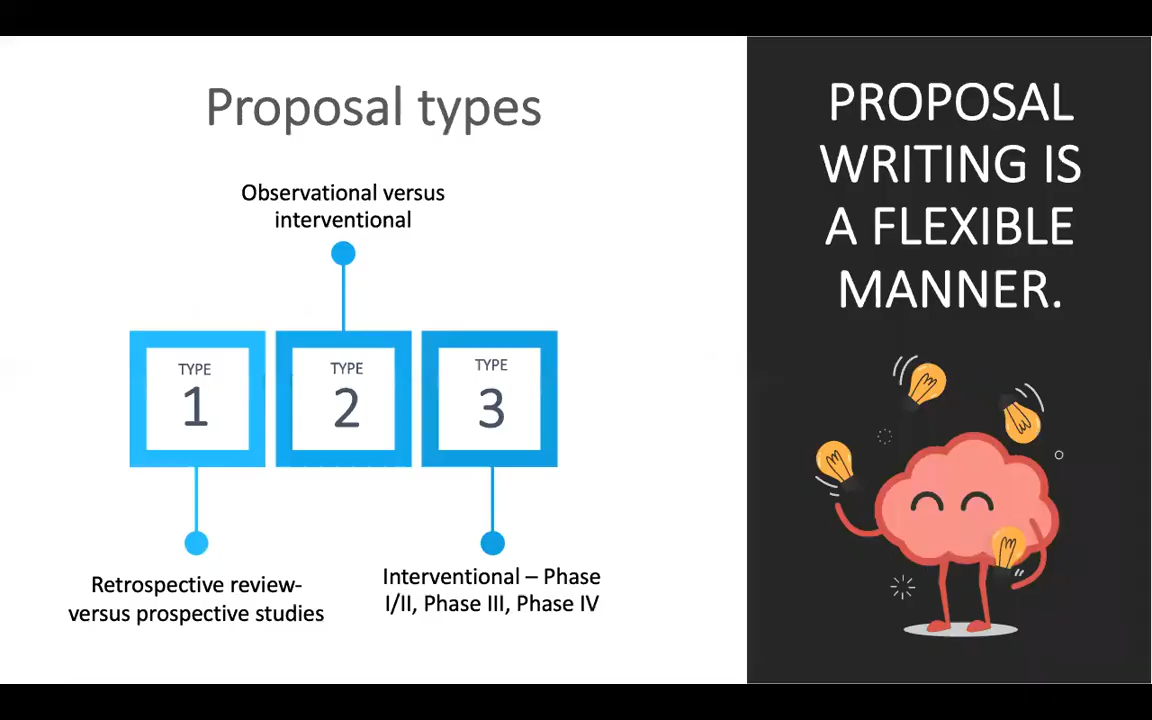 Proposal types
Observational versus
interventional
TYPE
1
TYPE
2
TYPE
3
Retrospective review-
versus prospective studies
Interventional – Phase
I/II, Phase III, Phase IV
PROPOSAL
WRITING IS
A FLEXIBLE
MANNER.